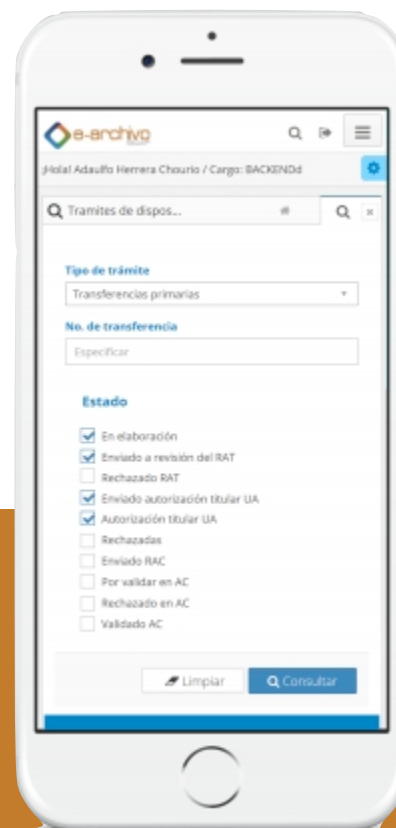 e-archivo
¡Hola! Adaulfo Herrera Chourio / Cargo: BACKENDd
Tramites de dispos...
Tipo de trámite
Transferencias primarias
No. de transferencia
Especificar
Estado
En elaboración
Enviado a revisión del RAT
Rechazado RAT
Enviado autorización titular UA
Autorización titular UA
Rechazadas
Enviado RAC
Por validar en AC
Rechazado en AC
Validado AC
Limpiar
Consultar